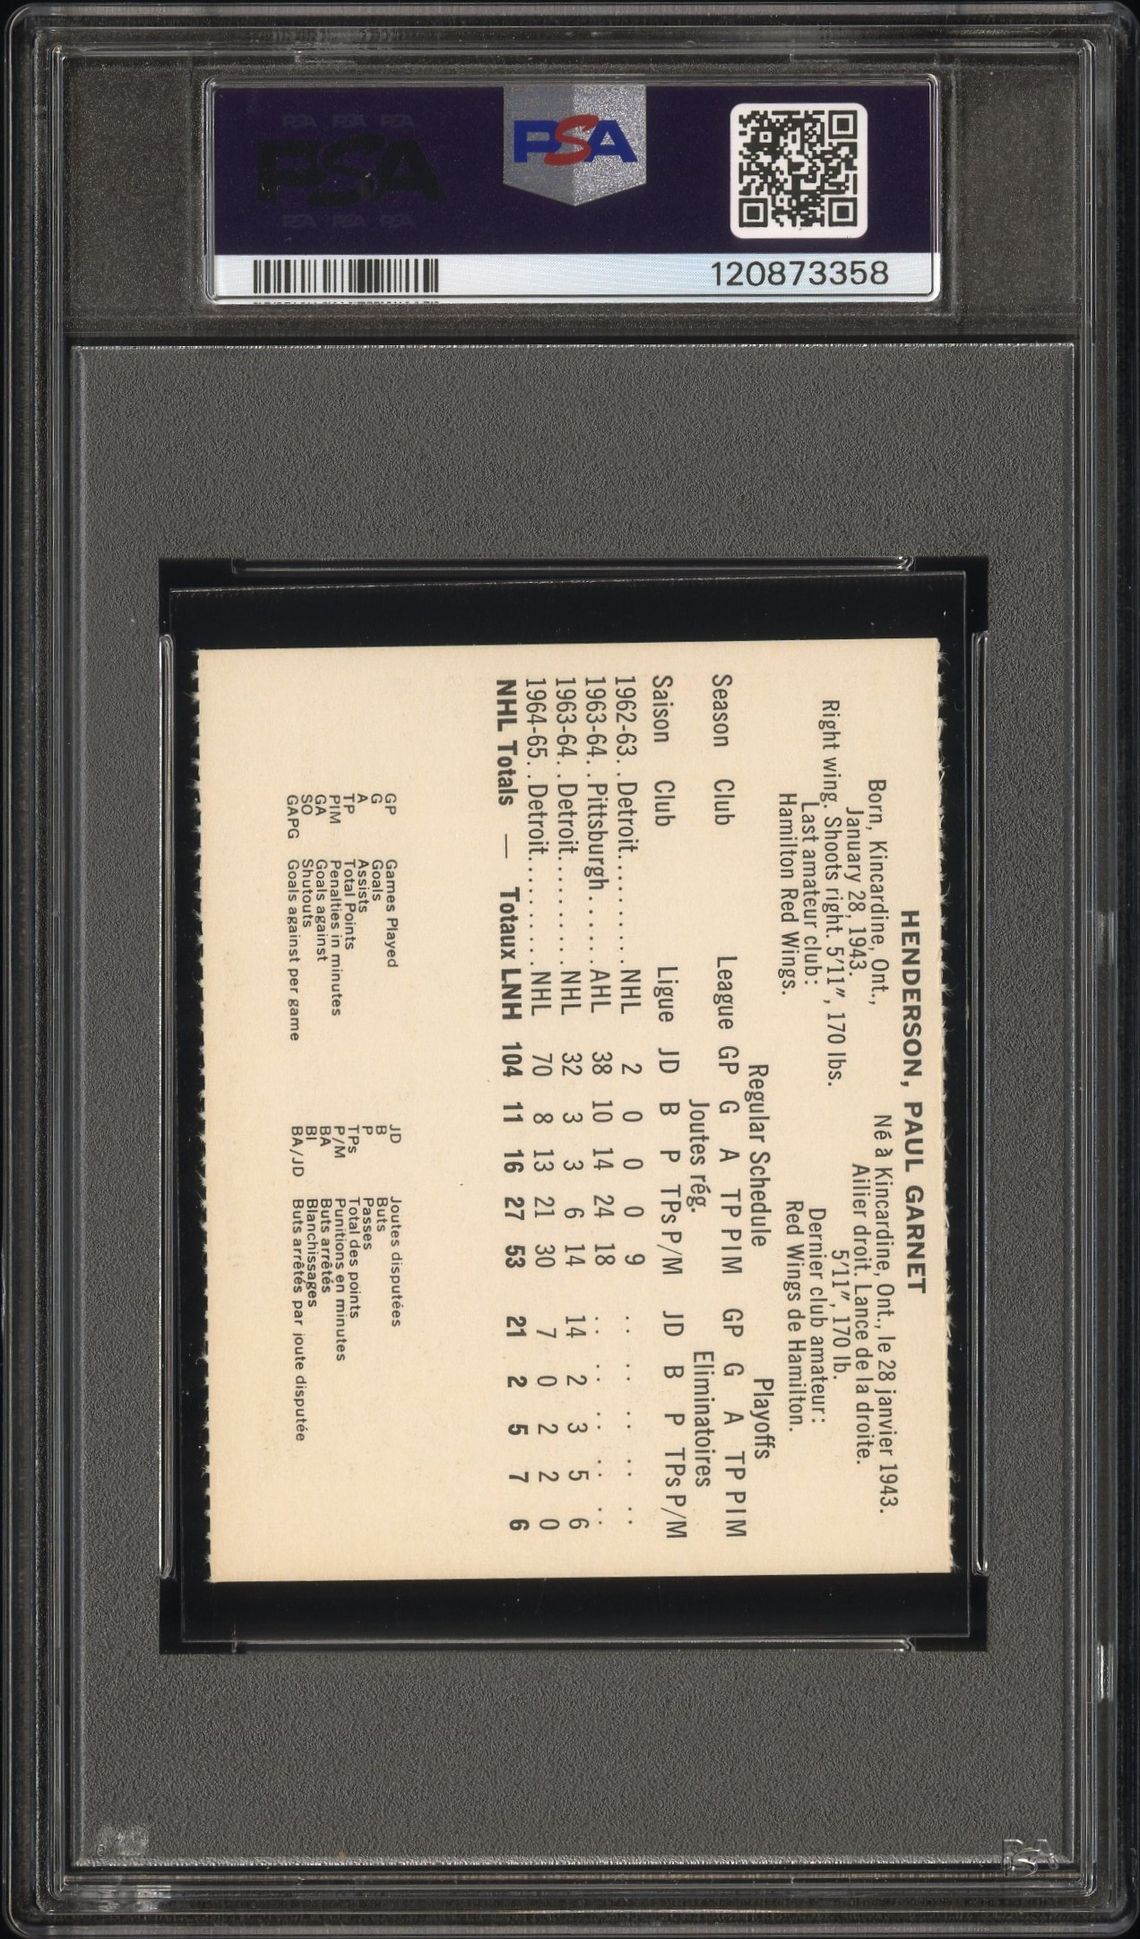 PSA
PSA PSA PSA
PSA
PSA PSA PSA
120873358
HENDERSON, PAUL GARNET
Born, Kincardine, Ont.,
January 28, 1943.
Right wing. Shoots right. 5'11", 170 lbs.
Last amateur club:
Hamilton Red Wings.
Né à Kincardine, Ont., le 28 janvier 1943.
Ailier droit. Lance de la droite.
5'11", 170 lb.
Dernier club amateur:
Red Wings de Hamilton.
Regular Schedule Playoffs
Season Club League GP G A TP PIM GP G A TP PIM
Joutes rég. Eliminatoires
Saison Club Ligue JD B P TPs P/M JD B P TPs P/M
1962-63..Detroit.........NHL 2 0 0 0 9 .. .. .. .. ..
1963-64..Pittsburgh......AHL 38 10 14 24 18 .. .. .. .. ..
1963-64..Detroit.........NHL 32 3 3 6 14 14 2 3 5 6
1964-65..Detroit.........NHL 70 8 13 21 30 7 0 2 2 0
NHL Totals — Totaux LNH 104 11 16 27 53 21 2 5 7 6
GP Games Played JD Joutes disputées
G Goals B Buts
A Assists P Passes
TP Total Points TPs Total des points
PIM Penalties in minutes P/M Punitions en minutes
GA Goals against BA Buts arrêtés
SO Shutouts Bl Blanchissages
GAPG Goals against per game BA/JD Buts arrêtés par joute disputée
PSA